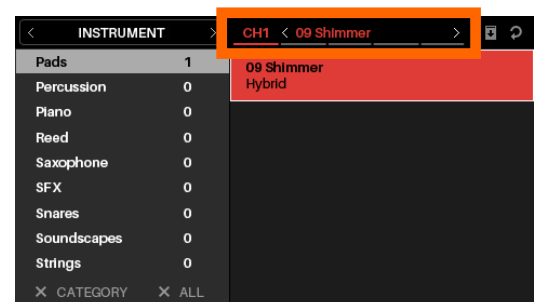 INSTRUMENT
CH1 09 Shimmer
Pads 1
Percussion 0
Piano 0
Reed 0
Saxophone 0
SFX 0
Snares 0
Soundscapes 0
Strings 0
× CATEGORY × ALL
09 Shimmer
Hybrid